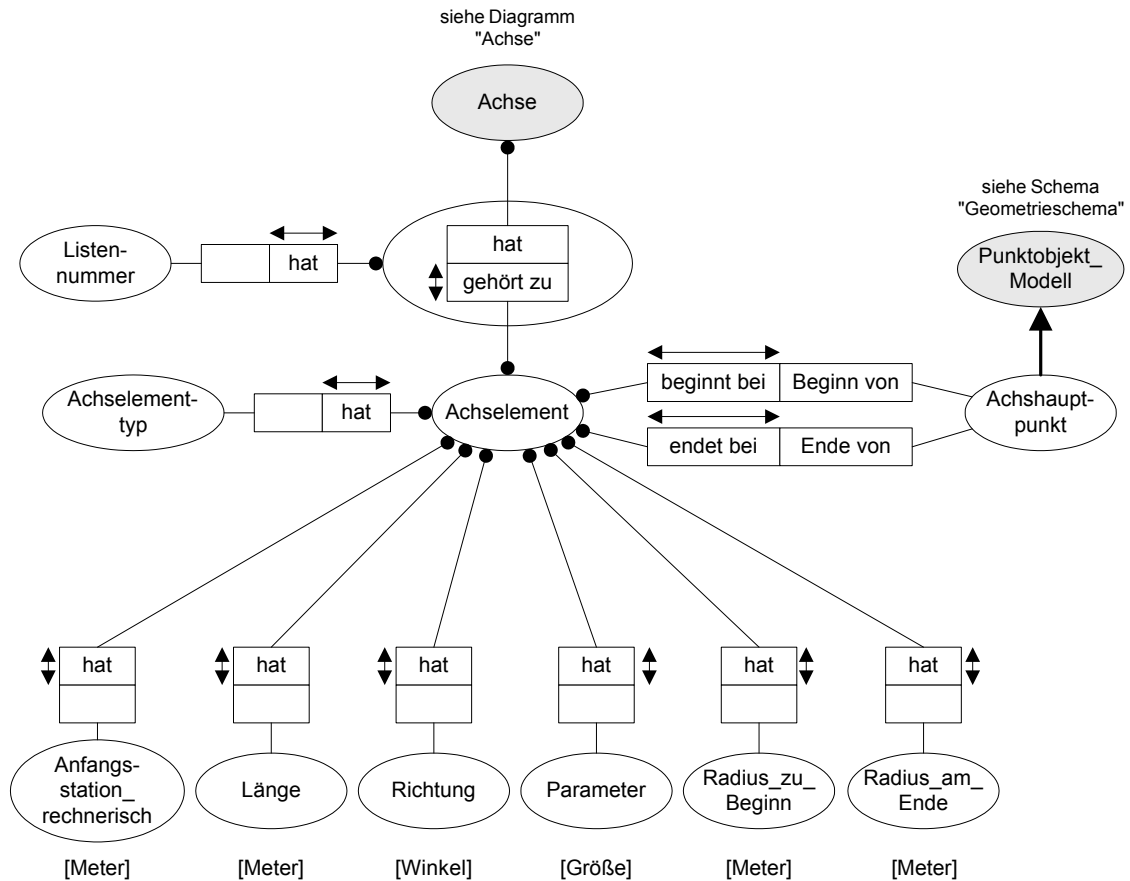 siehe Diagramm
"Achse"
Achse
siehe Schema
"Geometrieschema"
Punktobjekt_
Modell
Listen-
nummer
hat
hat
gehört zu
Achselement-
typ
hat
Achselement
beginnt bei
Beginn von
endet bei
Ende von
Achshaupt-
punkt
hat
hat
hat
hat
hat
hat
Anfangs-
station_
rechnerisch
Länge
Richtung
Parameter
Radius_zu_
Beginn
Radius_am_
Ende
[Meter]
[Meter]
[Winkel]
[Größe]
[Meter]
[Meter]